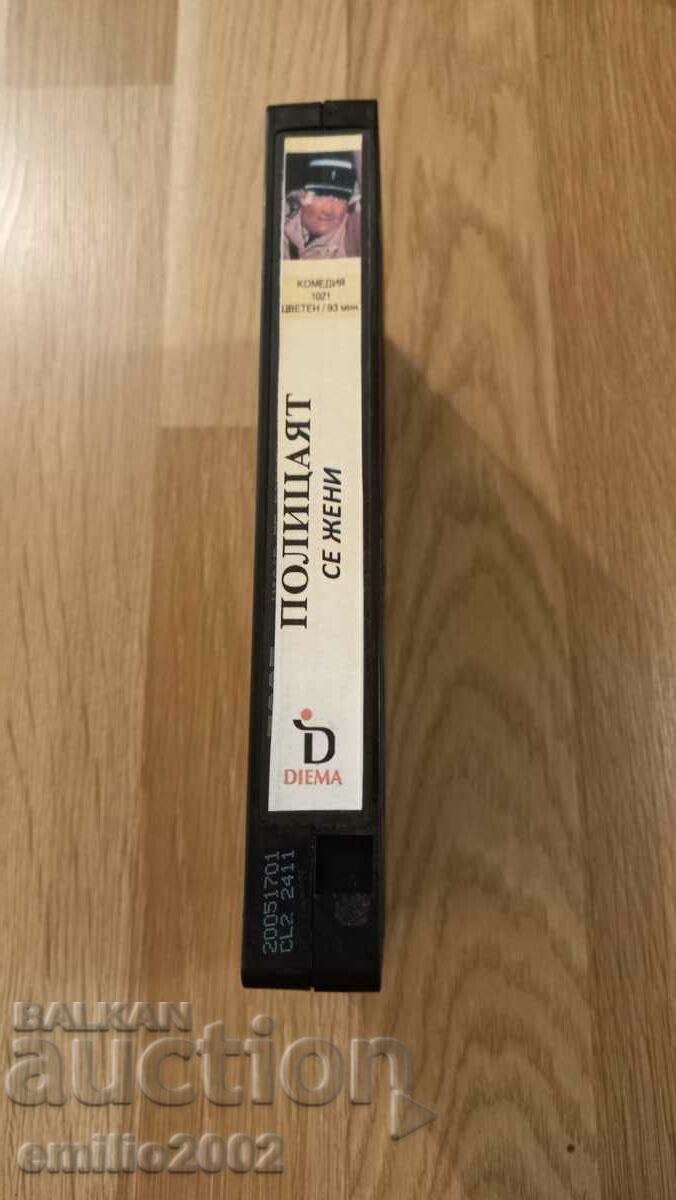 КОМЕДИЯ
1021
ЦВЕТЕН / 93 мин.
ПОЛИЦАЯТ
СЕ ЖЕНИ
D
DIEMA
20051701
CL2 2411
BALKAN
auction
emilio2002